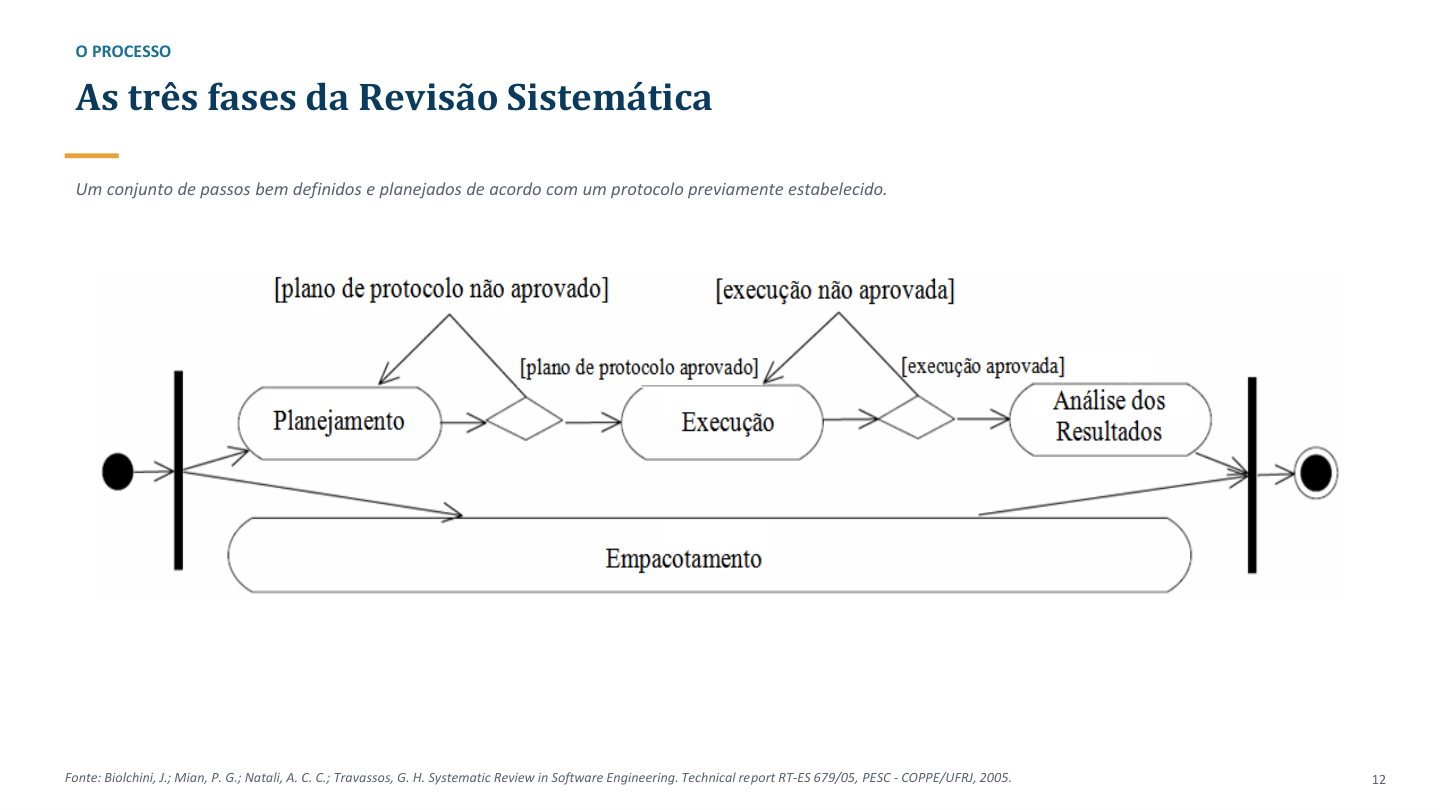 O PROCESSO
As três fases da Revisão Sistemática
Um conjunto de passos bem definidos e planejados de acordo com um protocolo previamente estabelecido.
[plano de protocolo não aprovado]
[execução não aprovada]
[plano de protocolo aprovado]
[execução aprovada]
Planejamento
Execução
Análise dos
Resultados
Empacotamento
Fonte: Biolchini, J.; Mian, P. G.; Natali, A. C. C.; Travassos, G. H. Systematic Review in Software Engineering. Technical report RT-ES 679/05, PESC - COPPE/UFRJ, 2005.
12